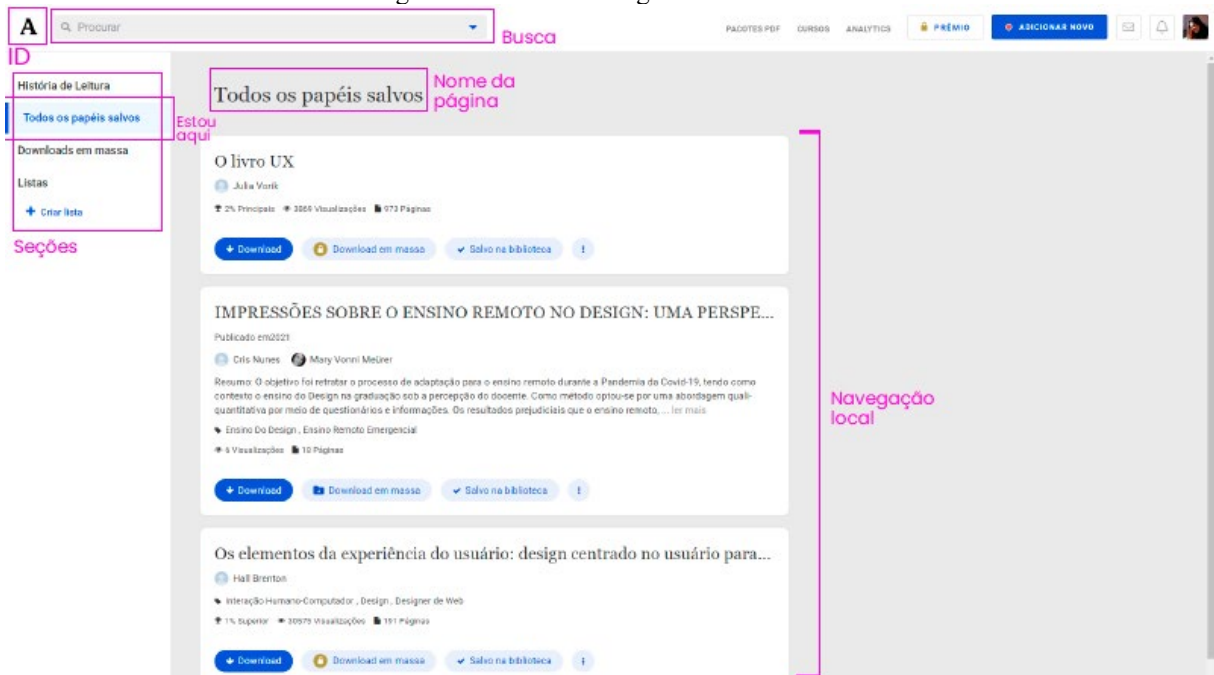 A
Procurar
Busca
PACOTES PDF
CURSOS
ANALYTICS
PRÊMIO
ADICIONAR NOVO
ID
História de Leitura
Todos os papéis salvos
Estou
aqui
Downloads em massa
Listas
+ Criar lista
Seções
Todos os papéis salvos
Nome da
página
O livro UX
Julia Vorik
2% Principais 3869 Visualizações 973 Páginas
Download Download em massa Salvo na biblioteca
IMPRESSÕES SOBRE O ENSINO REMOTO NO DESIGN: UMA PERSPE...
Publicado em2021
Cris Nunes Mary Vonni Meürer
Resumo: O objetivo foi retratar o processo de adaptação para o ensino remoto durante a Pandemia da Covid-19, tendo como
contexto o ensino do Design na graduação sob a percepção do docente. Como método optou-se por uma abordagem quali-
quantitativa por meio de questionários e informações. Os resultados prejudiciais que o ensino remoto, ... ler mais
Ensino Do Design , Ensino Remoto Emergencial
6 Visualizações 10 Páginas
Download Download em massa Salvo na biblioteca
Navegação
local
Os elementos da experiência do usuário: design centrado no usuário para...
Hall Brenton
Interação Humano-Computador , Design , Designer de Web
1% Superior 30575 Visualizações 191 Páginas
Download Download em massa Salvo na biblioteca